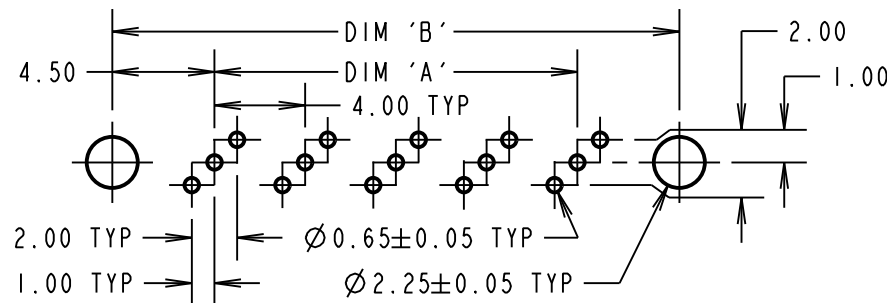 DIM 'B'
2.00
4.50
DIM 'A'
1.00
4.00 TYP
2.00 TYP
Ø0.65±0.05 TYP
1.00 TYP
Ø2.25±0.05 TYP